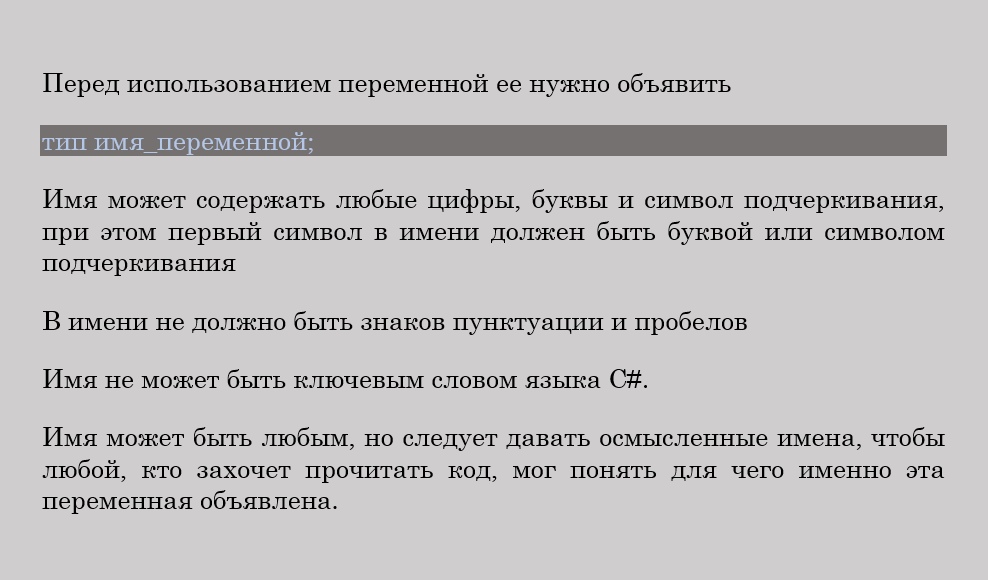 Перед использованием переменной ее нужно объявить
тип имя_переменной;
Имя может содержать любые цифры, буквы и символ подчеркивания,
при этом первый символ в имени должен быть буквой или символом
подчеркивания
В имени не должно быть знаков пунктуации и пробелов
Имя не может быть ключевым словом языка C#.
Имя может быть любым, но следует давать осмысленные имена, чтобы
любой, кто захочет прочитать код, мог понять для чего именно эта
переменная объявлена.